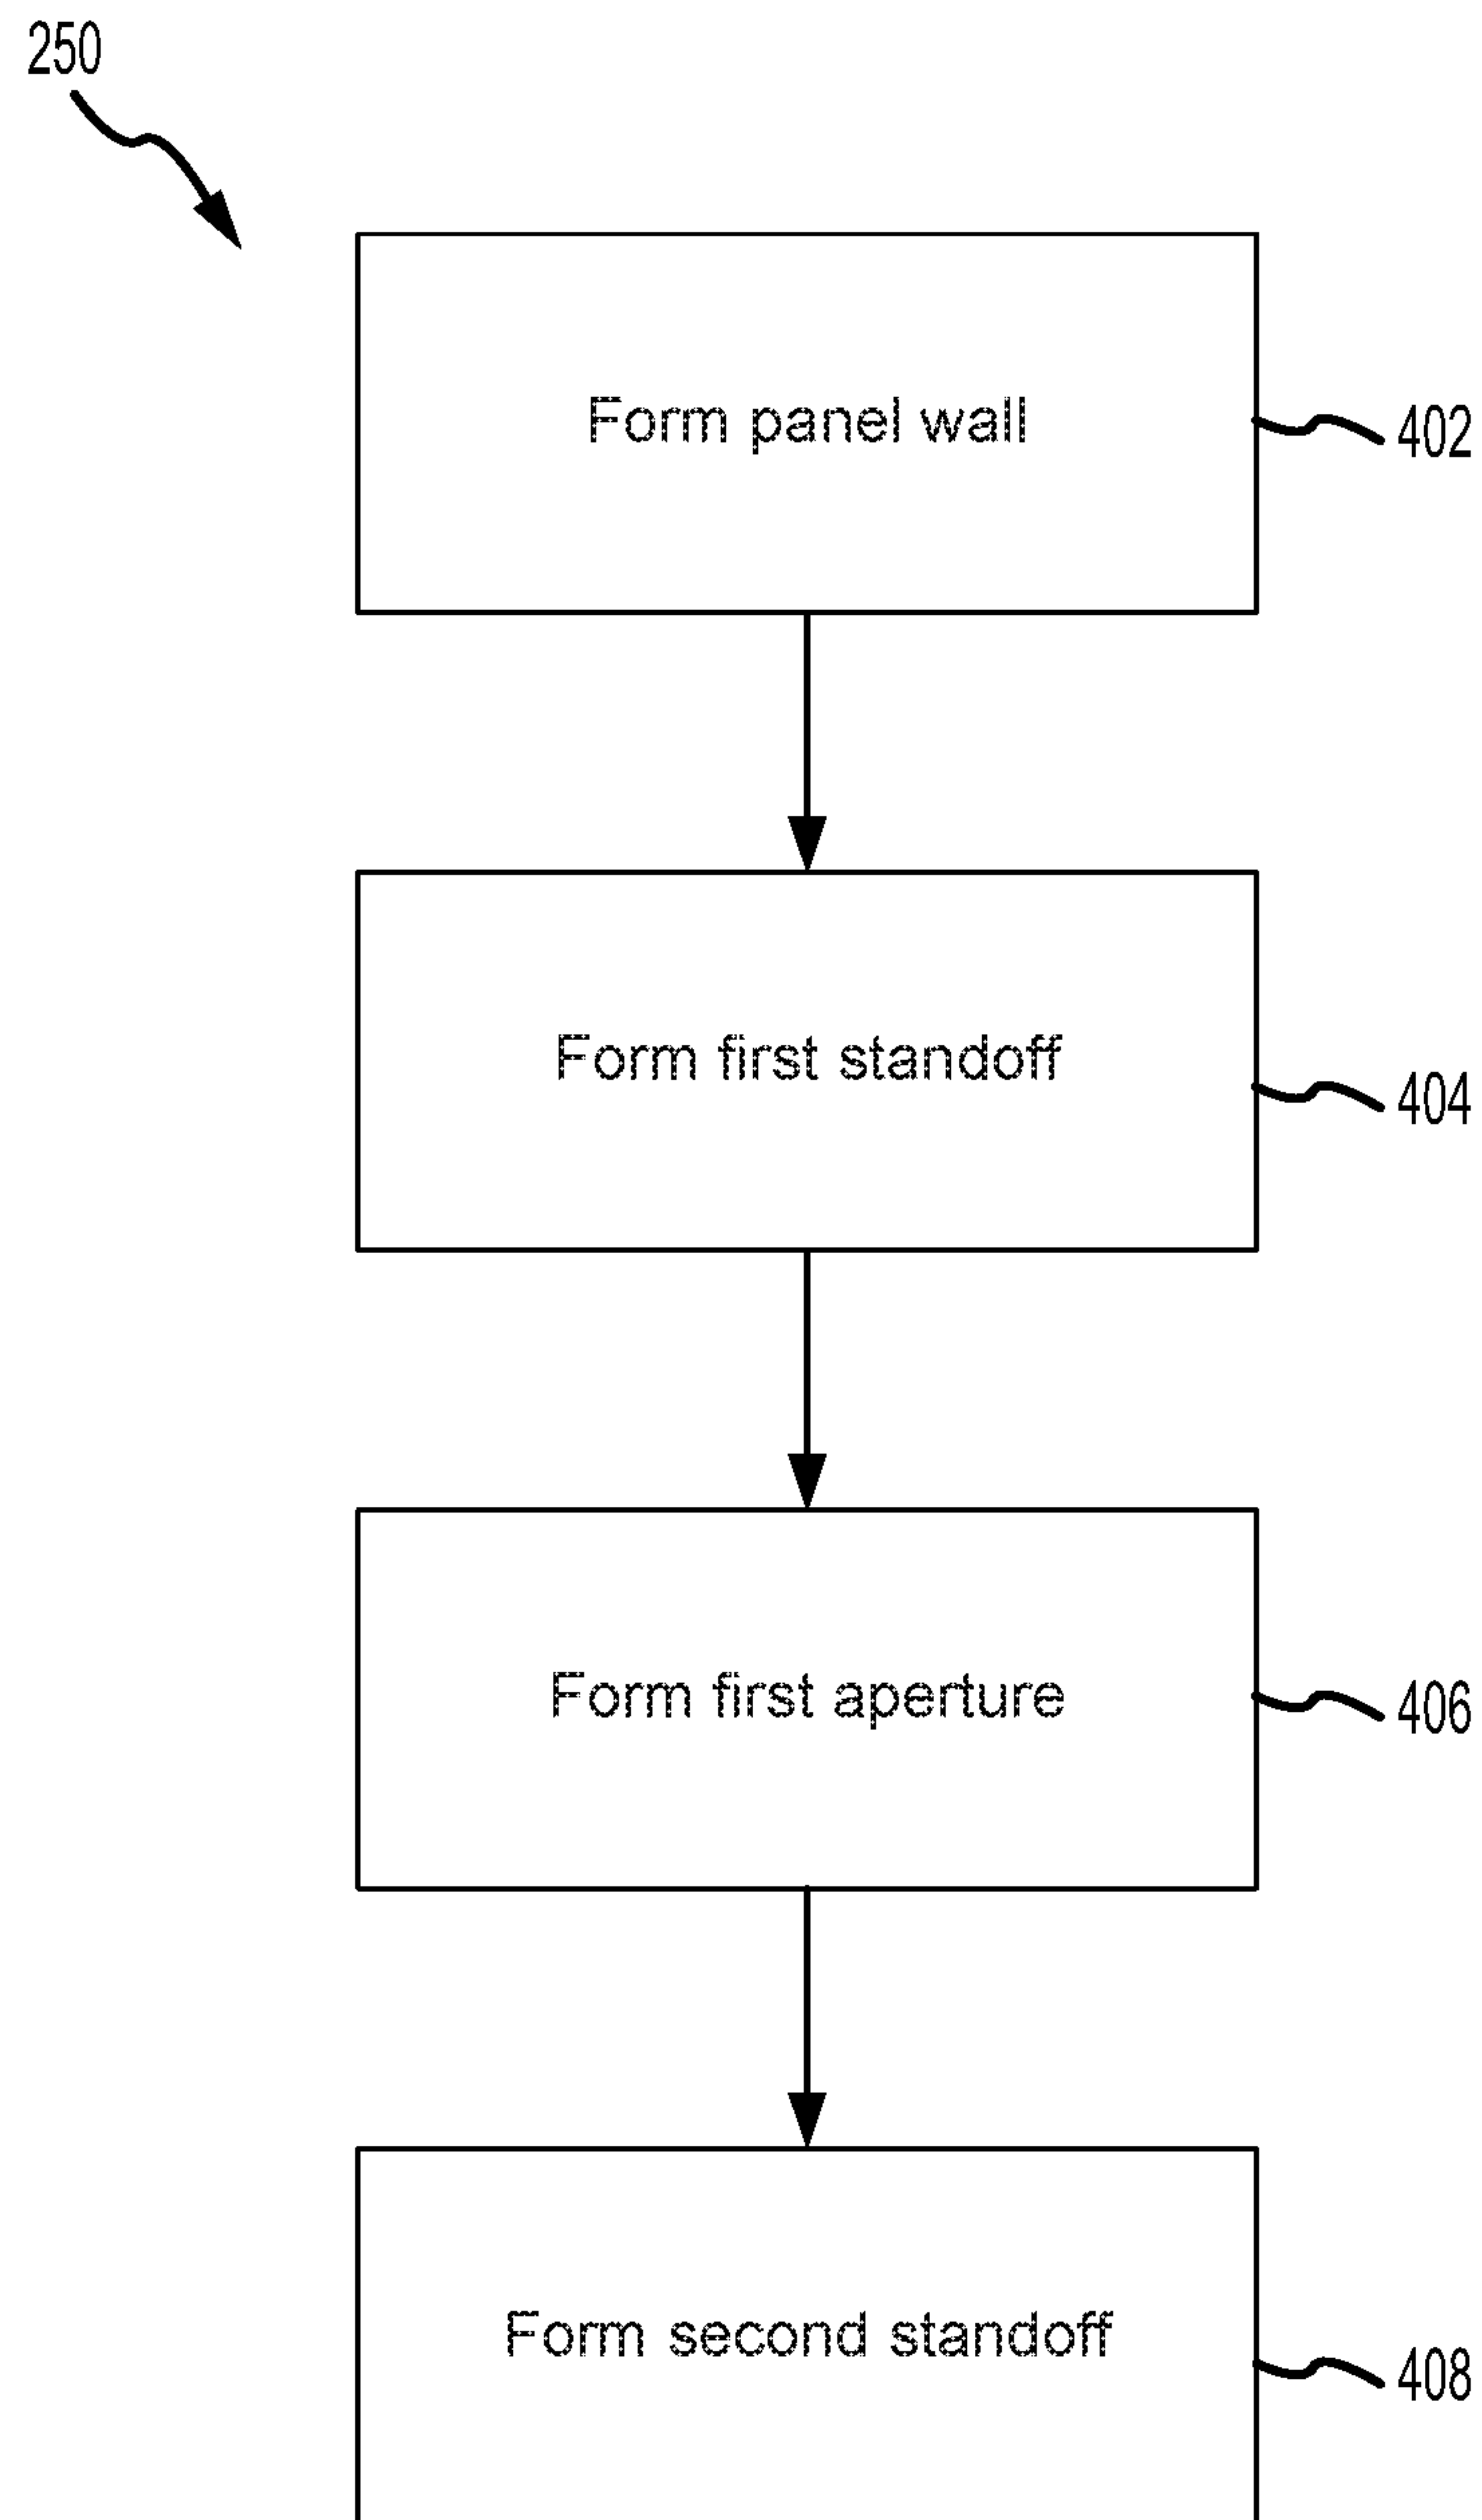 250
Form panel wall
402
Form first standoff
404
Form first aperture
406
Form second standoff
408